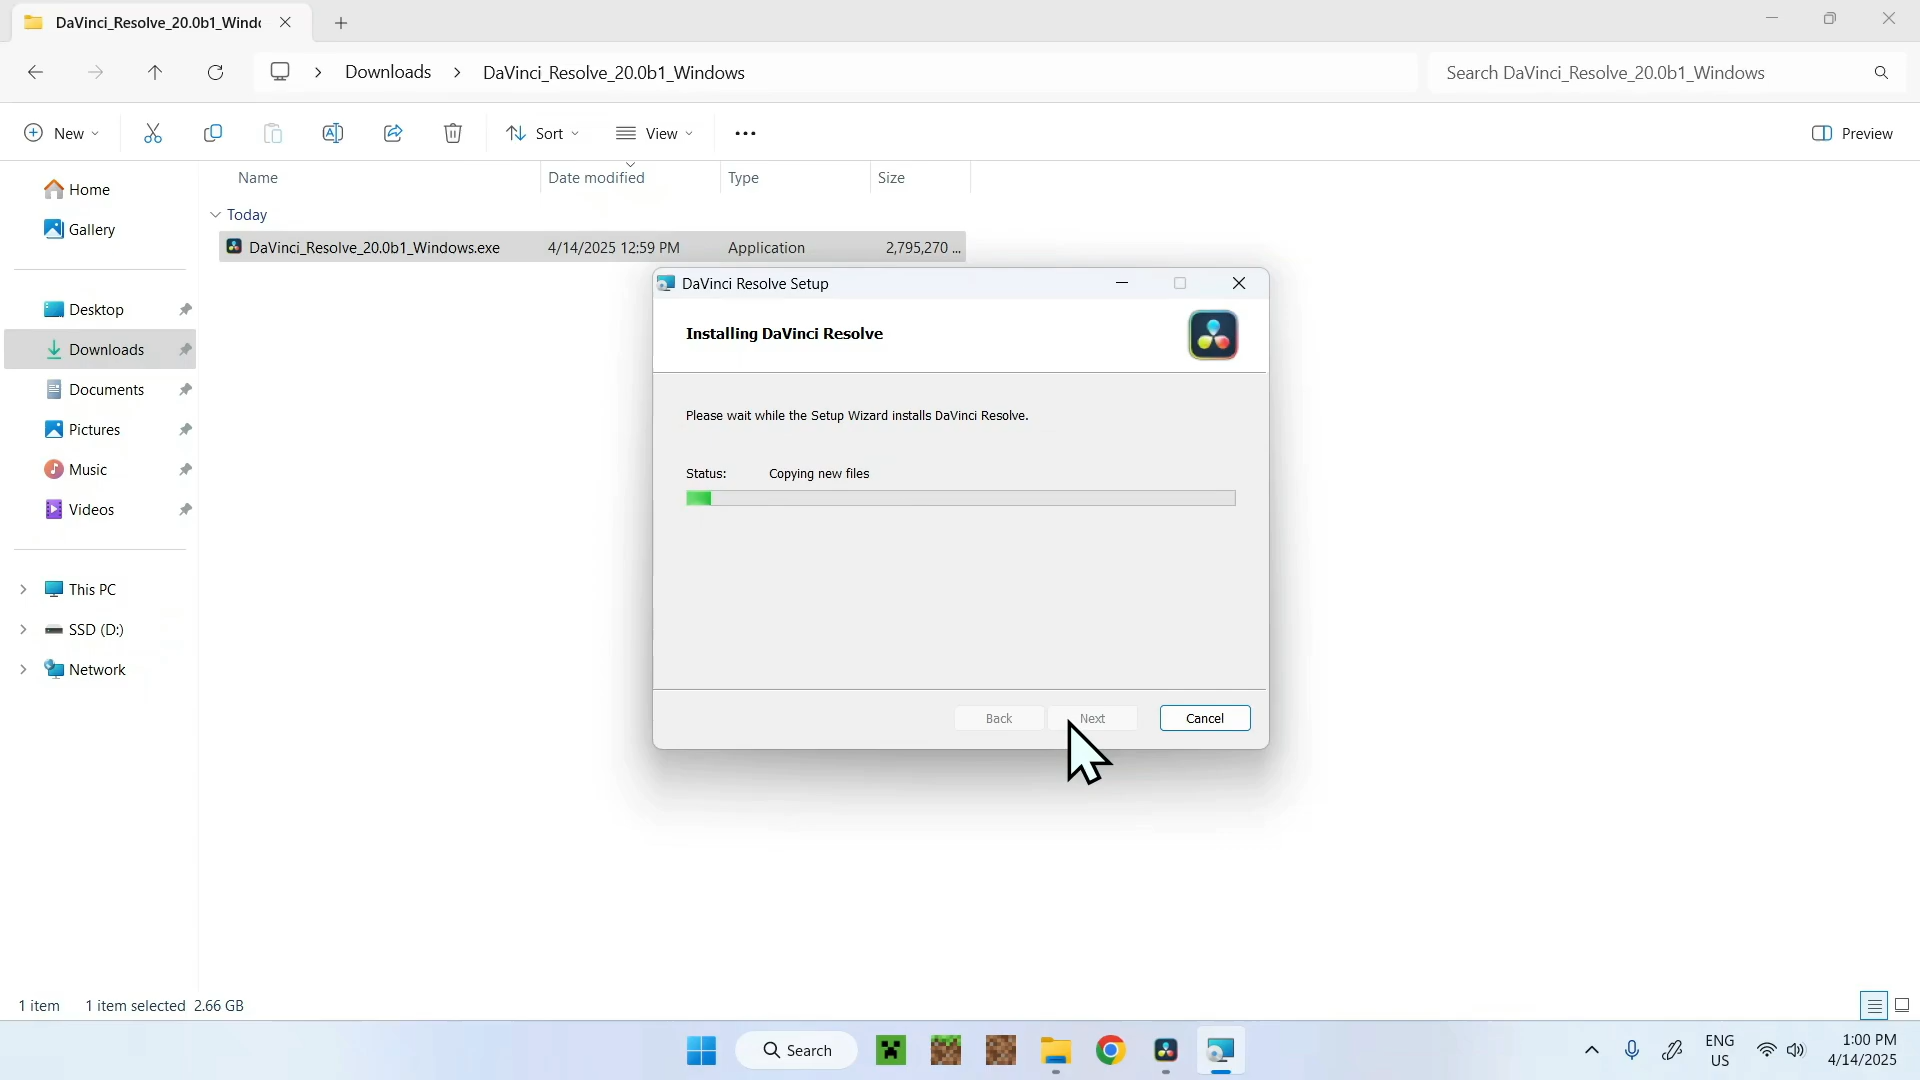 DaVinci_Resolve_20.0b1_Windo
Downloads
DaVinci_Resolve_20.0b1_Windows
Search DaVinci_Resolve_20.0b1_Windows
New
Sort
View
Preview
Name
Date modified
Type
Size
Home
Today
Gallery
DaVinci_Resolve_20.0b1_Windows.exe
4/14/2025 12:59 PM
Application
2,795,270 ...
Desktop
Downloads
Documents
Pictures
Music
Videos
This PC
SSD (D:)
Network
DaVinci Resolve Setup
Installing DaVinci Resolve
Please wait while the Setup Wizard installs DaVinci Resolve.
Status: Copying new files
Back
Next
Cancel
1 item
1 item selected 2.66 GB
Search
ENG
US
1:00 PM
4/14/2025